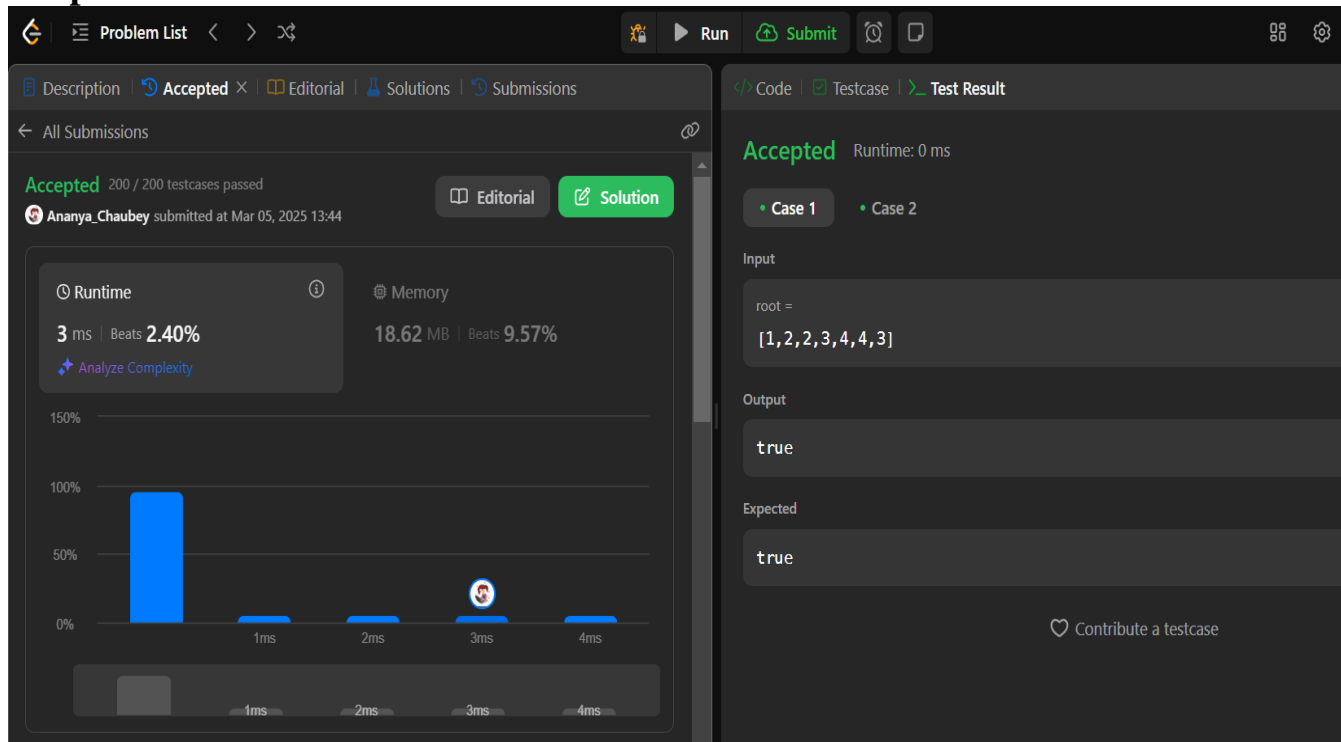 Problem List
Run
Submit
Description
Accepted
Editorial
Solutions
Submissions
All Submissions
Accepted 200 / 200 testcases passed
Ananya_Chaubey submitted at Mar 05, 2025 13:44
Editorial
Solution
Runtime
3 ms | Beats 2.40%
Analyze Complexity
Memory
18.62 MB | Beats 9.57%
150%
100%
50%
0%
1ms 2ms 3ms 4ms
1ms 2ms 3ms 4ms
</> Code
Testcase
>_ Test Result
Accepted Runtime: 0 ms
• Case 1 • Case 2
Input
root =
[1,2,2,3,4,4,3]
Output
true
Expected
true
Contribute a testcase